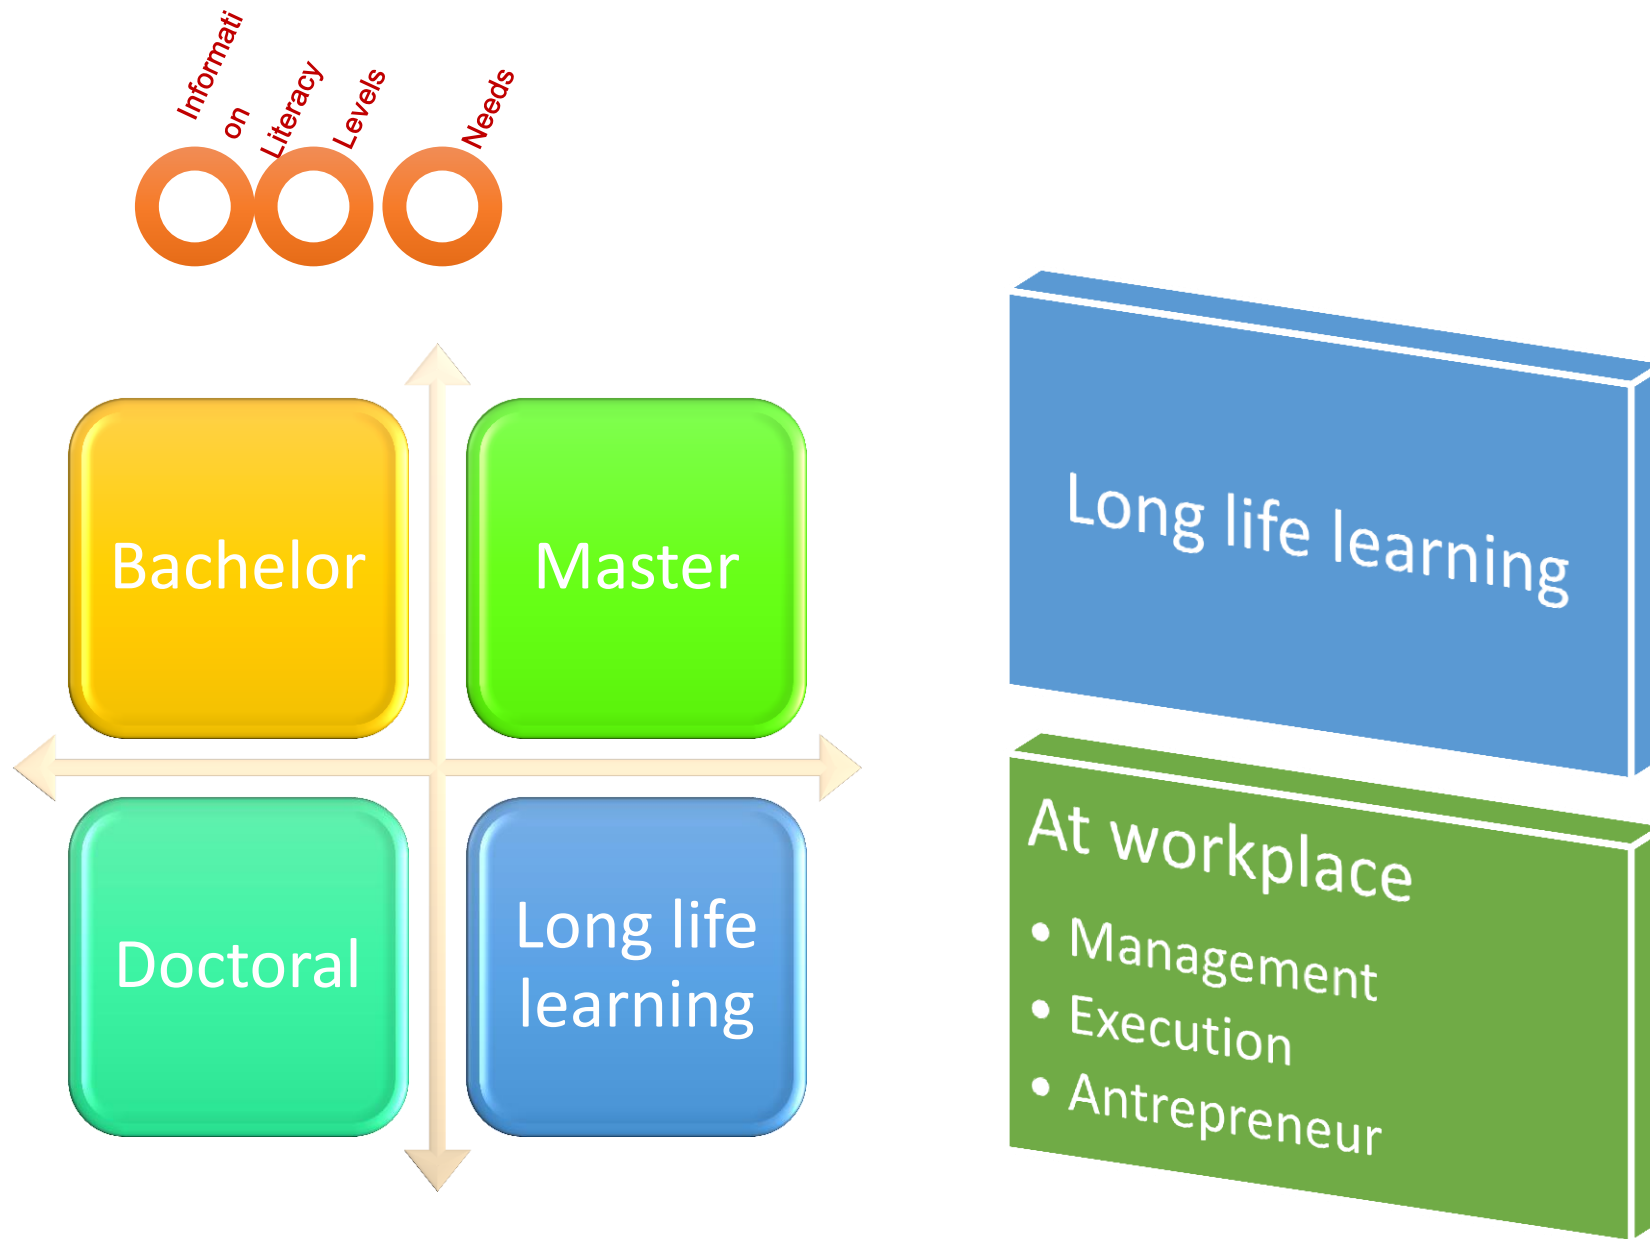 Informati
on
Literacy
Levels
Needs
Bachelor
Master
Doctoral
Long life
learning
Long life learning
At workplace
• Management
• Execution
• Antrepreneur